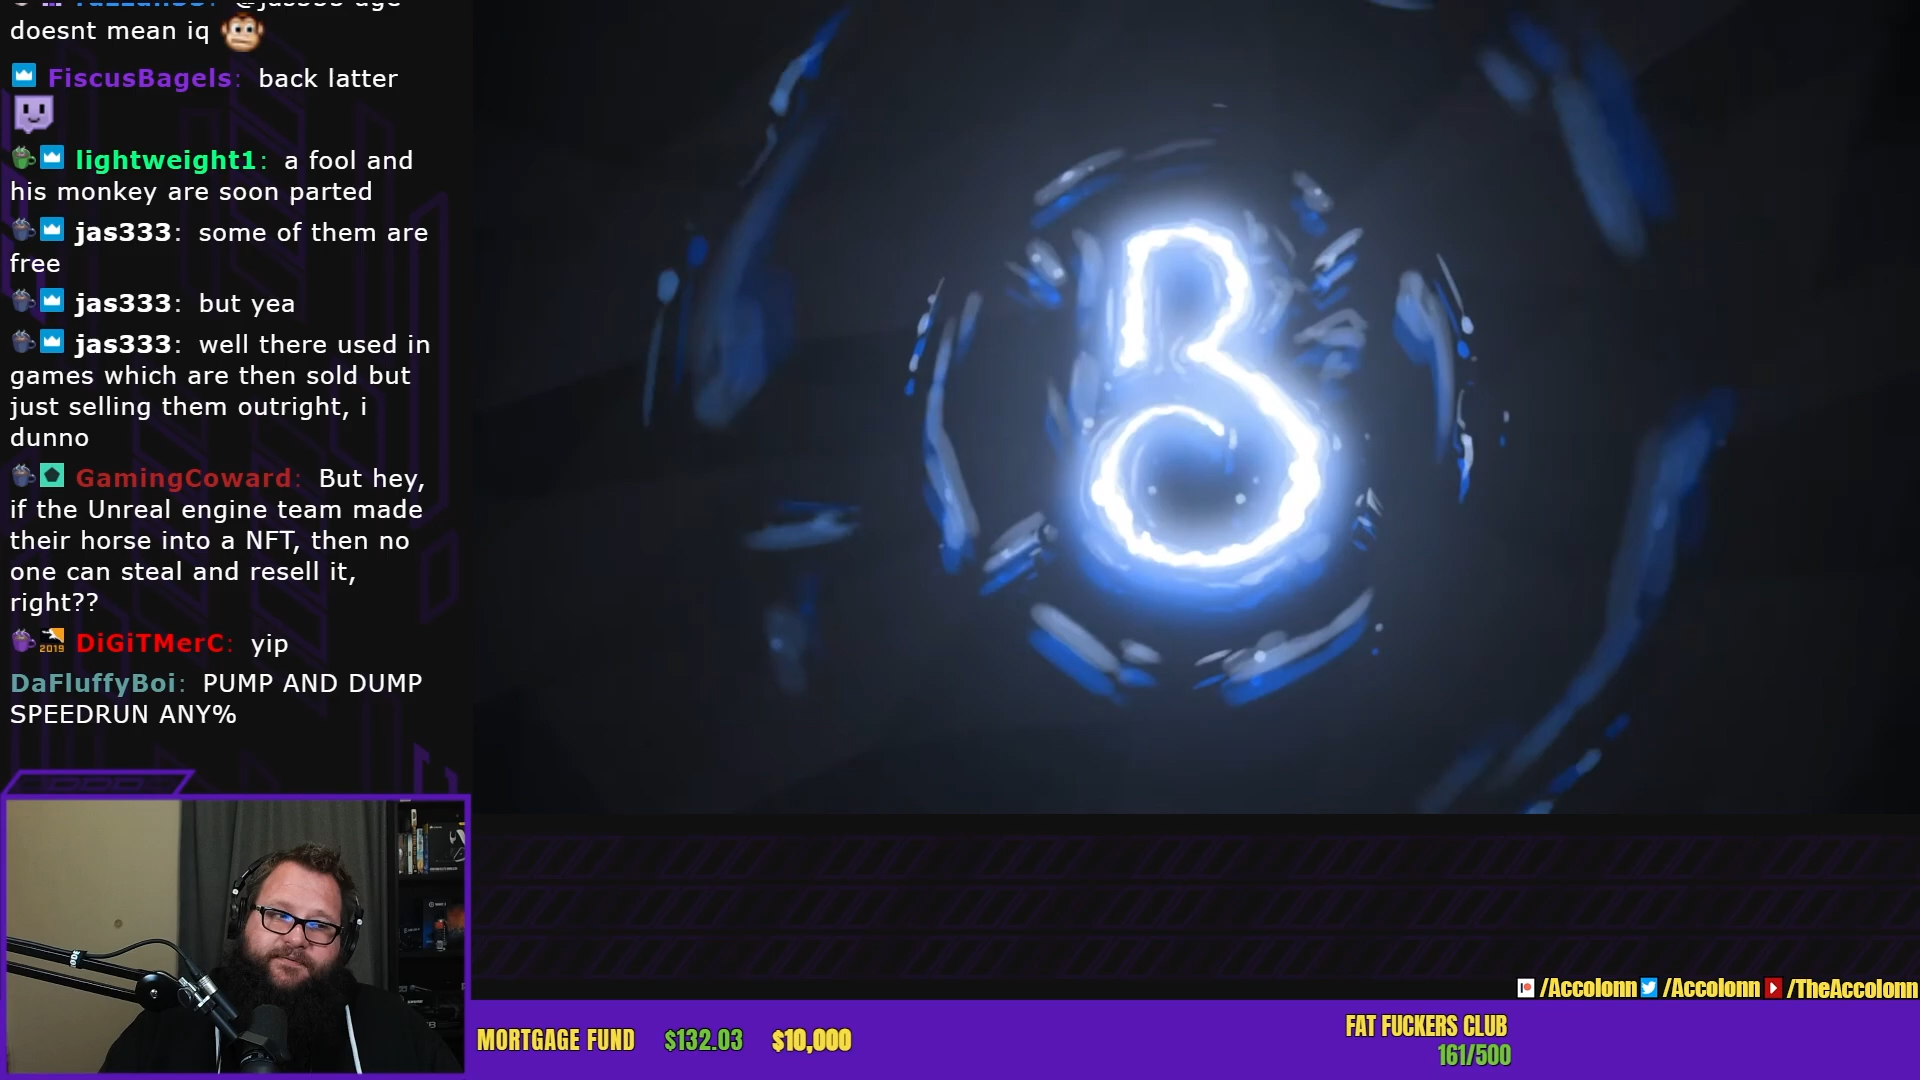 doesnt mean iq
FiscusBagels: back latter
lightweight1: a fool and
his monkey are soon parted
jas333: some of them are
free
jas333: but yea
jas333: well there used in
games which are then sold but
just selling them outright, i
dunno
GamingCoward: But hey,
if the Unreal engine team made
their horse into a NFT, then no
one can steal and resell it,
right??
2019 DiGiTMerC: yip
DaFluffyBoi: PUMP AND DUMP
SPEEDRUN ANY%
B
/Accolonn /Accolonn /TheAccolonn
MORTGAGE FUND $132.03 $10,000
FAT FUCKERS CLUB
161/500